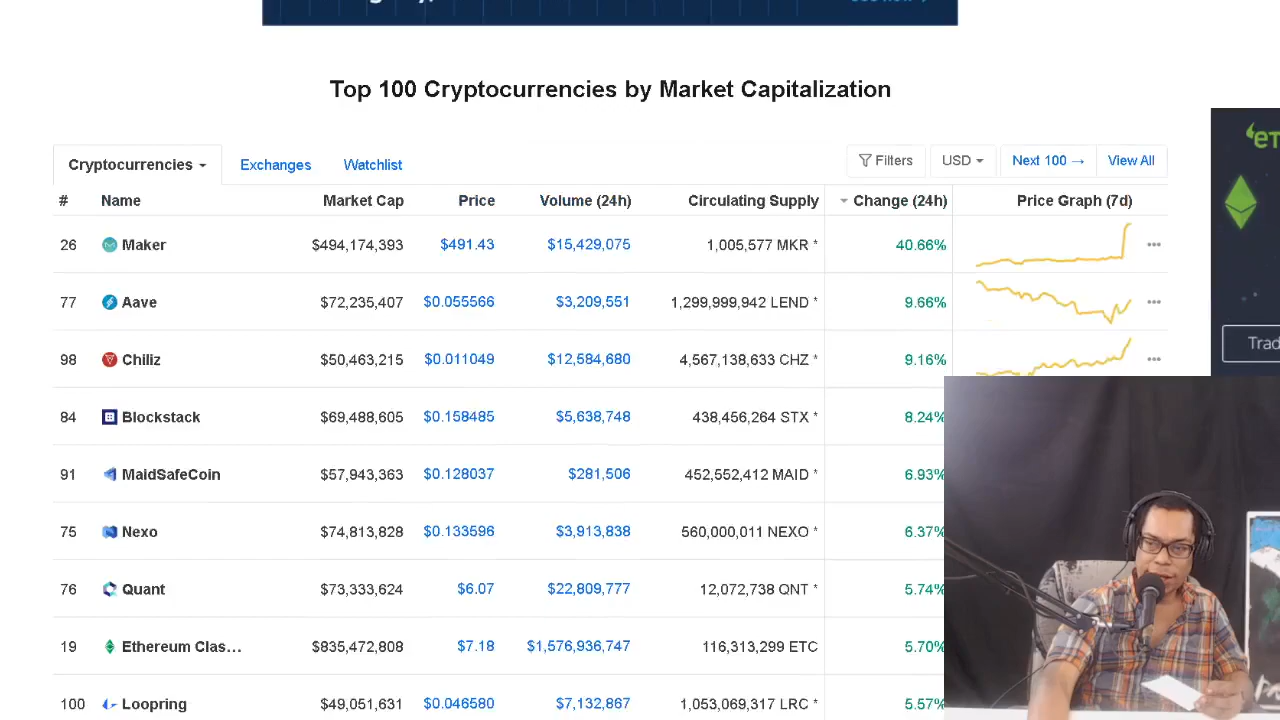 Top 100 Cryptocurrencies by Market Capitalization
Cryptocurrencies Exchanges Watchlist Filters USD Next 100 → View All
# Name Market Cap Price Volume (24h) Circulating Supply Change (24h) Price Graph (7d)
26 Maker $494,174,393 $491.43 $15,429,075 1,005,577 MKR * 40.66%
77 Aave $72,235,407 $0.055566 $3,209,551 1,299,999,942 LEND * 9.66%
98 Chiliz $50,463,215 $0.011049 $12,584,680 4,567,138,633 CHZ * 9.16%
84 Blockstack $69,488,605 $0.158485 $5,638,748 438,456,264 STX * 8.24%
91 MaidSafeCoin $57,943,363 $0.128037 $281,506 452,552,412 MAID * 6.93%
75 Nexo $74,813,828 $0.133596 $3,913,838 560,000,011 NEXO * 6.37%
76 Quant $73,333,624 $6.07 $22,809,777 12,072,738 QNT * 5.74%
19 Ethereum Clas... $835,472,808 $7.18 $1,576,936,747 116,313,299 ETC 5.70%
100 Loopring $49,051,631 $0.046580 $7,132,867 1,053,069,317 LRC * 5.57%